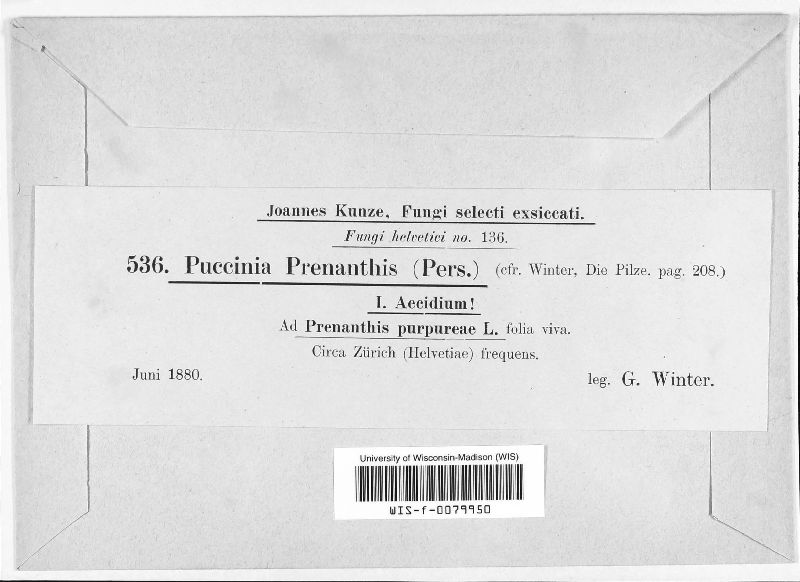 Joannes Kunze, Fungi selecti exsiccati.
Fungi helvetici no. 136.
536. Puccinia Prenanthis (Pers.) (cfr. Winter, Die Pilze. pag. 208.)
I. Aecidium!
Ad Prenanthis purpureae L. folia viva.
Circa Zürich (Helvetiae) frequens.
Juni 1880. leg. G. Winter.
University of Wisconsin-Madison (WIS)
WIS-f-0079950